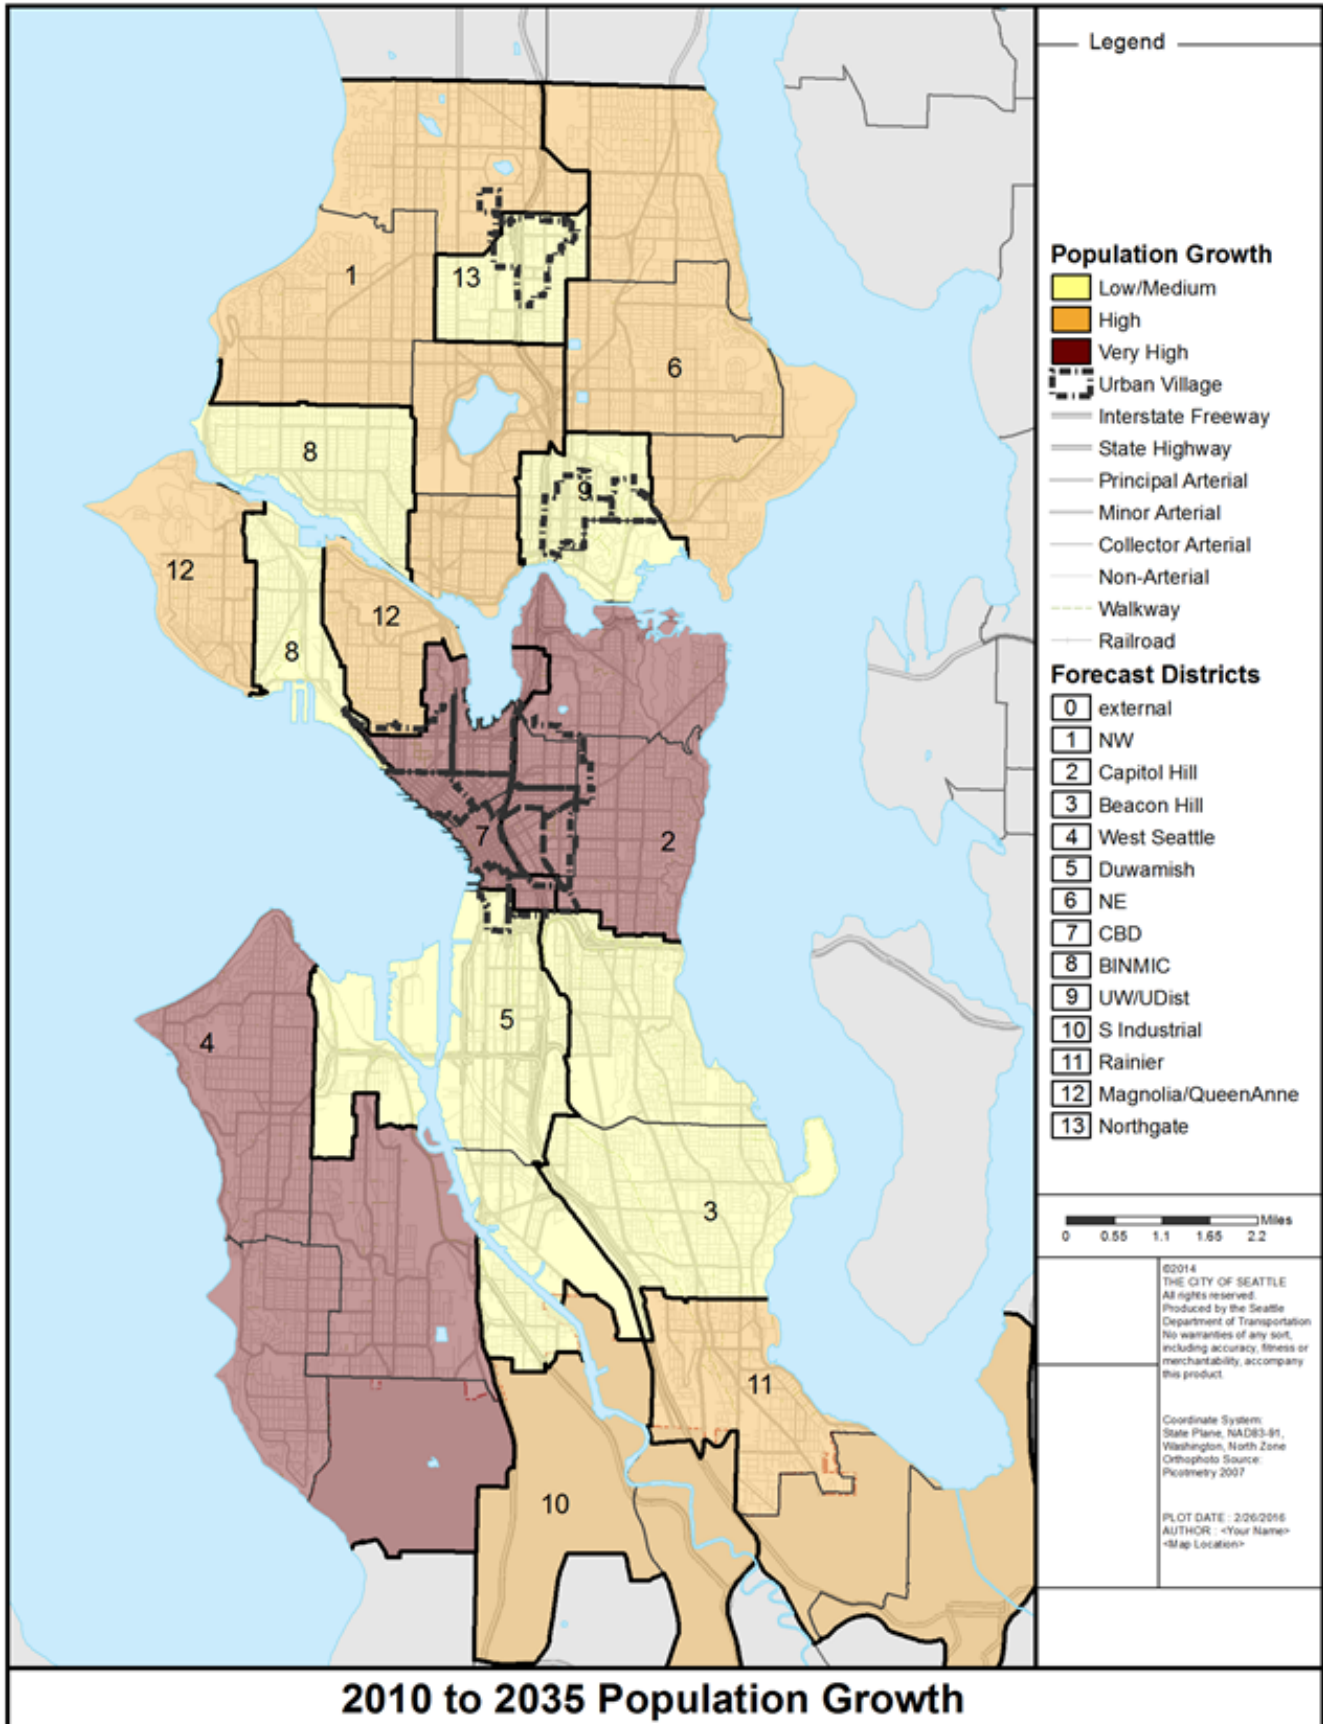 Legend
Population Growth
Low/Medium
High
Very High
Urban Village
Interstate Freeway
State Highway
Principal Arterial
Minor Arterial
Collector Arterial
Non-Arterial
Walkway
Railroad
Forecast Districts
0 external
1 NW
2 Capitol Hill
3 Beacon Hill
4 West Seattle
5 Duwamish
6 NE
7 CBD
8 BINMIC
9 UW/UDist
10 S Industrial
11 Rainier
12 Magnolia/QueenAnne
13 Northgate
Miles
0 0.55 1.1 1.65 2.2
©2014
THE CITY OF SEATTLE
All rights reserved.
Produced by the Seattle
Department of Transportation
No warranties of any sort,
including accuracy, fitness or
merchantability, accompany
this product.
Coordinate System:
State Plane, NAD83-91,
Washington, North Zone
Orthophoto Source:
Pictometry 2007
PLOT DATE : 2/26/2016
AUTHOR : <Your Name>
<Map Location>
1
13
6
8
9
12
12
8
7
2
5
4
3
11
10
2010 to 2035 Population Growth